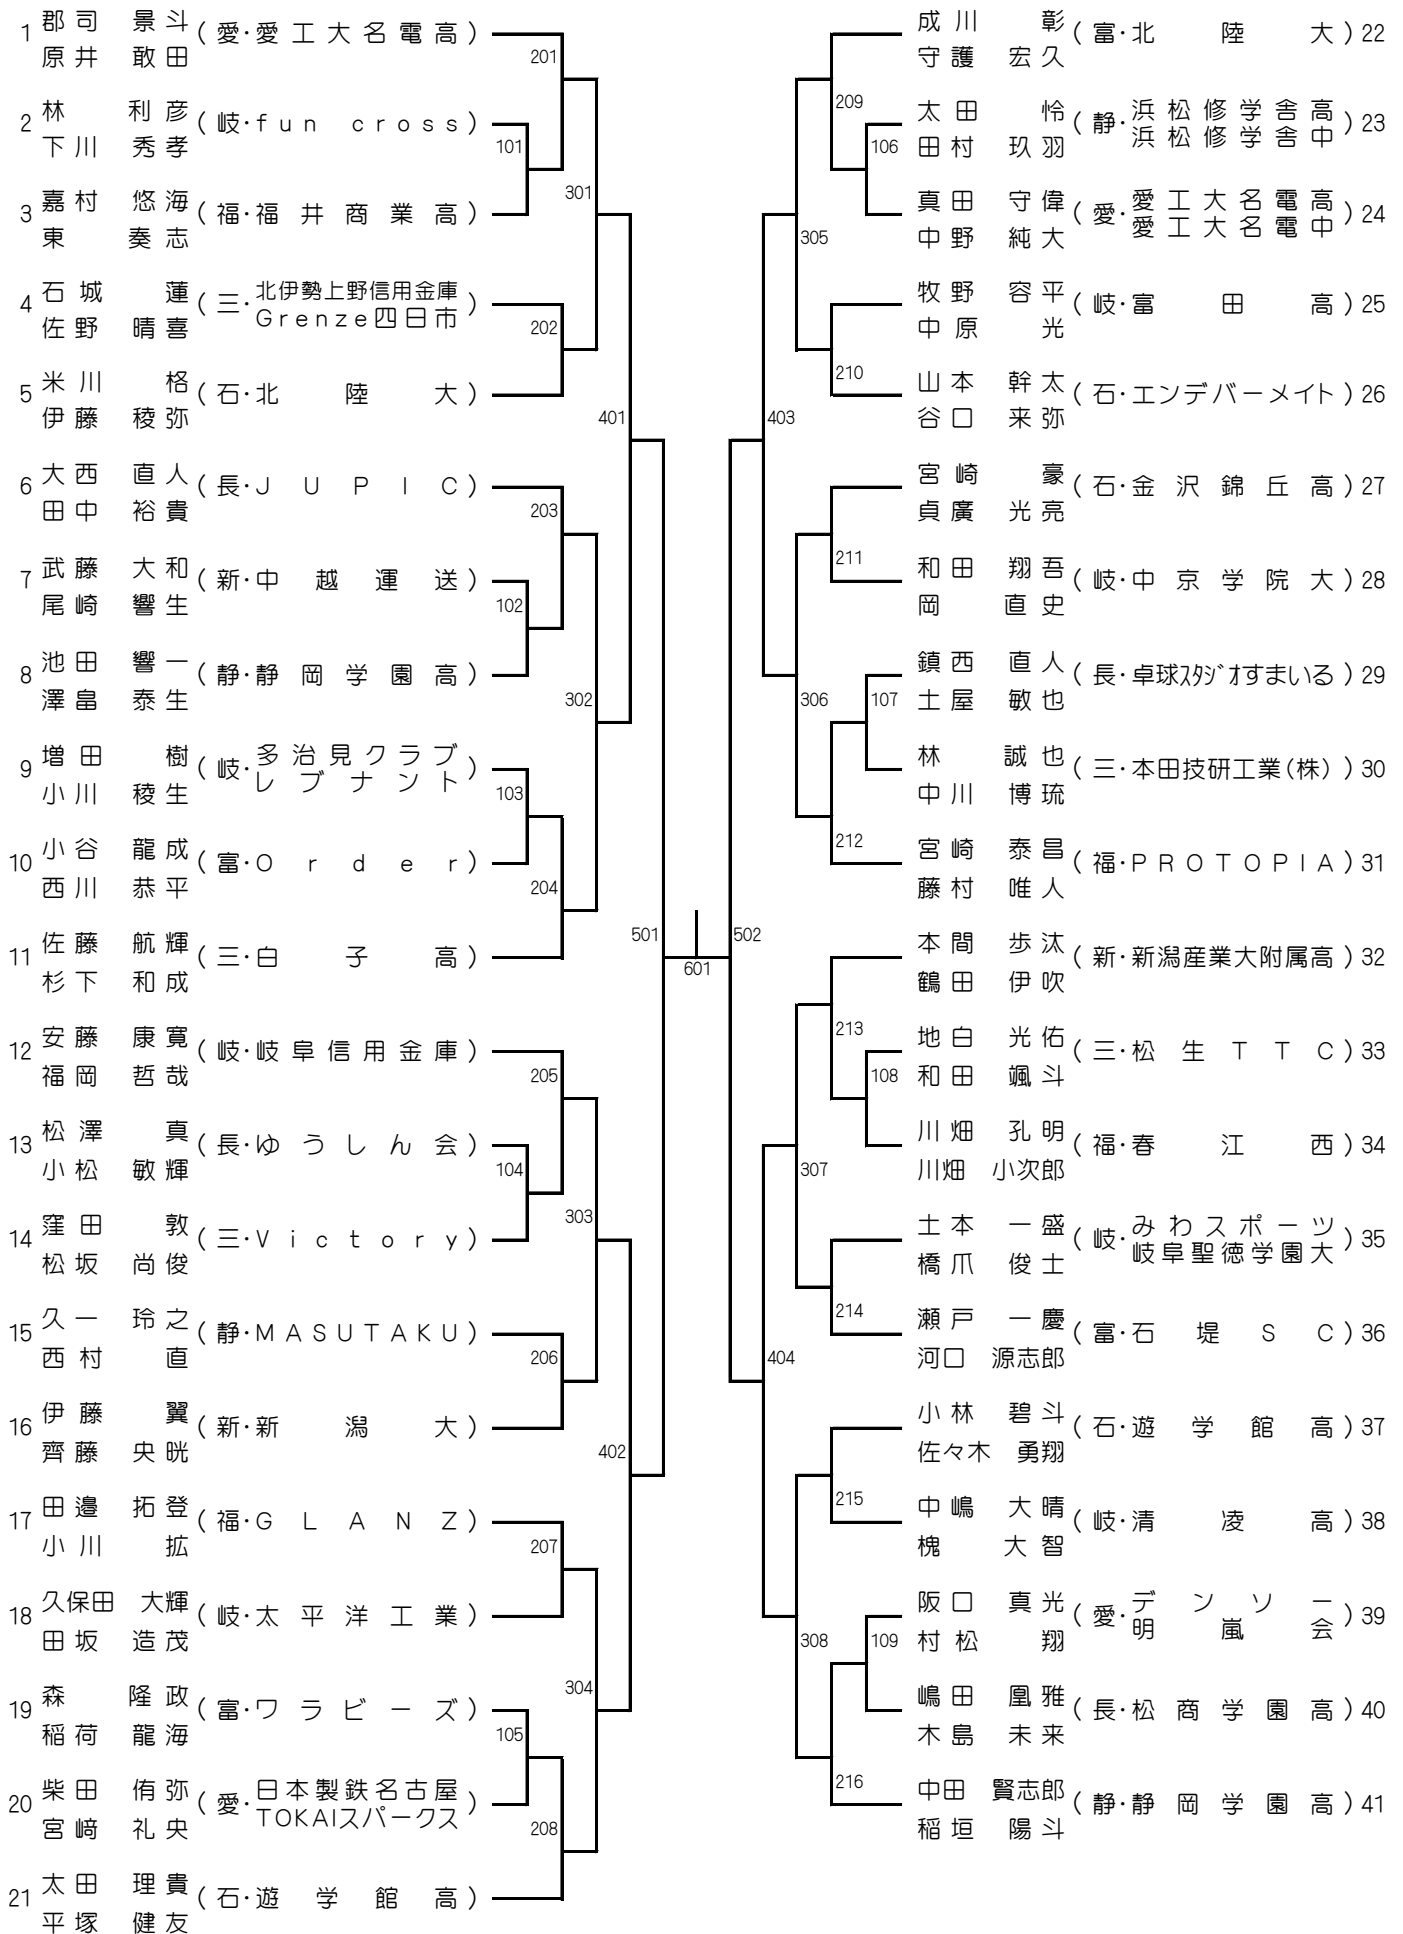 1 郡司 景斗 (愛・愛工大名電高)
原井 敢田
2 林 利彦 (岐・fun cross)
下川 秀孝
3 嘉村 悠海 (福・福井商業高)
東 奏志
4 石城 蓮 (三・北伊勢上野信用金庫
佐野 晴喜 Grenze四日市)
5 米川 格 (石・北陸大)
伊藤 稜弥
6 大西 直人 (長・JUPIC)
田中 裕貴
7 武藤 大和 (新・中越運送)
尾崎 響生
8 池田 響一 (静・静岡学園高)
澤畠 泰生
9 増田 樹 (岐・多治見クラブ
小川 稜生 レブナント)
10 小谷 龍成 (富・Order)
西川 恭平
11 佐藤 航輝 (三・白子高)
杉下 和成
12 安藤 康寛 (岐・岐阜信用金庫)
福岡 哲哉
13 松澤 真 (長・ゆうしん会)
小松 敏輝
14 窪田 敦 (三・Victory)
松坂 尚俊
15 久一 玲之 (静・MASUTAKU)
西村 直
16 伊藤 翼 (新・新潟大)
齊藤 央晄
17 田邉 拓登 (福・GLANZ)
小川 拡
18 久保田 大輝 (岐・太平洋工業)
田坂 造茂
19 森 隆政 (富・ワラビーズ)
稲荷 龍海
20 柴田 侑弥 (愛・日本製鉄名古屋
宮﨑 礼央 TOKAIスパークス)
21 太田 理貴 (石・遊学館高)
平塚 健友
101
102
103
104
105
201
202
203
204
205
206
207
208
301
302
303
304
401
402
501
601
502
403
404
305
306
307
308
209
210
211
212
213
214
215
216
106
107
108
109
成川 彰 (富・北陸大) 22
守護 宏久
太田 怜 (静・浜松修学舎高
田村 玖羽 浜松修学舎中) 23
真田 守偉 (愛・愛工大名電高
中野 純大 愛工大名電中) 24
牧野 容平 (岐・富田高) 25
中原 光
山本 幹太 (石・エンデバーメイト) 26
谷口 来弥
宮崎 豪 (石・金沢錦丘高) 27
貞廣 光亮
和田 翔吾 (岐・中京学院大) 28
岡 直史
鎮西 直人 (長・卓球ｽﾀｼﾞｵすまいる) 29
土屋 敏也
林 誠也 (三・本田技研工業(株)) 30
中川 博琉
宮崎 泰昌 (福・PROTOPIA) 31
藤村 唯人
本間 歩汰 (新・新潟産業大附属高) 32
鶴田 伊吹
地白 光佑 (三・松生TTC) 33
和田 颯斗
川畑 孔明 (福・春江西) 34
川畑 小次郎
土本 一盛 (岐・みわスポーツ
橋爪 俊士 岐阜聖徳学園大) 35
瀬戸 一慶 (富・石堤SC) 36
河口 源志郎
小林 碧斗 (石・遊学館高) 37
佐々木 勇翔
中嶋 大晴 (岐・清凌高) 38
槐 大智
阪口 真光 (愛・デンソー
村松 翔 明嵐会) 39
嶋田 凰雅 (長・松商学園高) 40
木島 未来
中田 賢志郎 (静・静岡学園高) 41
稲垣 陽斗